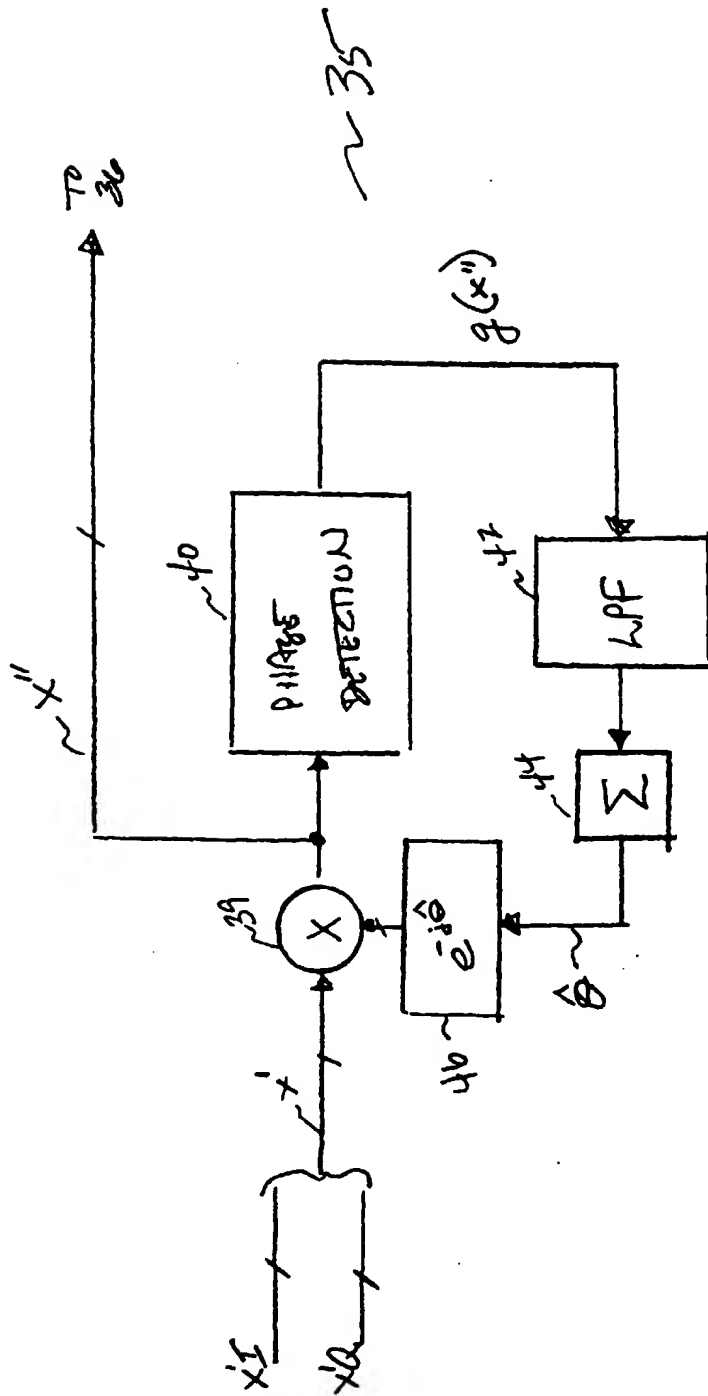 TO
36
x"
~35
40
PHASE
DETECTION
g(x")
39
X
x'
x'I
x'Q
42
LPF
44
Σ
e^-jθ̂
46
θ̂